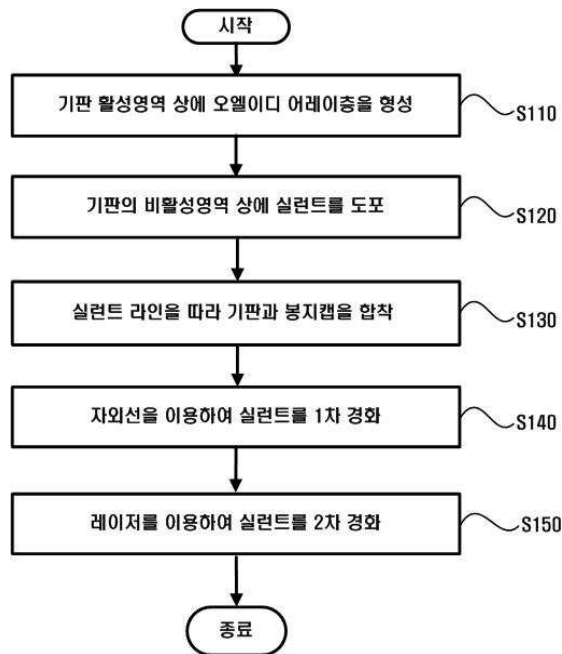 시작
기판 활성영역 상에 오엘이디 어레이층을 형성
S110
기판의 비활성영역 상에 실런트를 도포
S120
실런트 라인을 따라 기판과 봉지캡을 합착
S130
자외선을 이용하여 실런트를 1차 경화
S140
레이저를 이용하여 실런트를 2차 경화
S150
종료